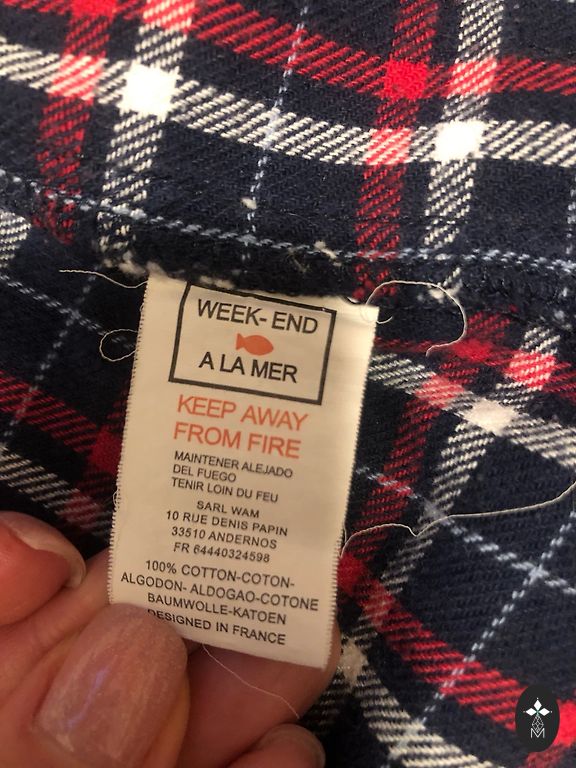 WEEK-END
A LA MER
KEEP AWAY
FROM FIRE
MAINTENER ALEJADO
DEL FUEGO
TENIR LOIN DU FEU
SARL WAM
10 RUE DENIS PAPIN
33510 ANDERNOS
FR 64440324598
100% COTTON-COTON-
ALGODON- ALDOGAO-COTONE
BAUMWOLLE-KATOEN
DESIGNED IN FRANCE
M